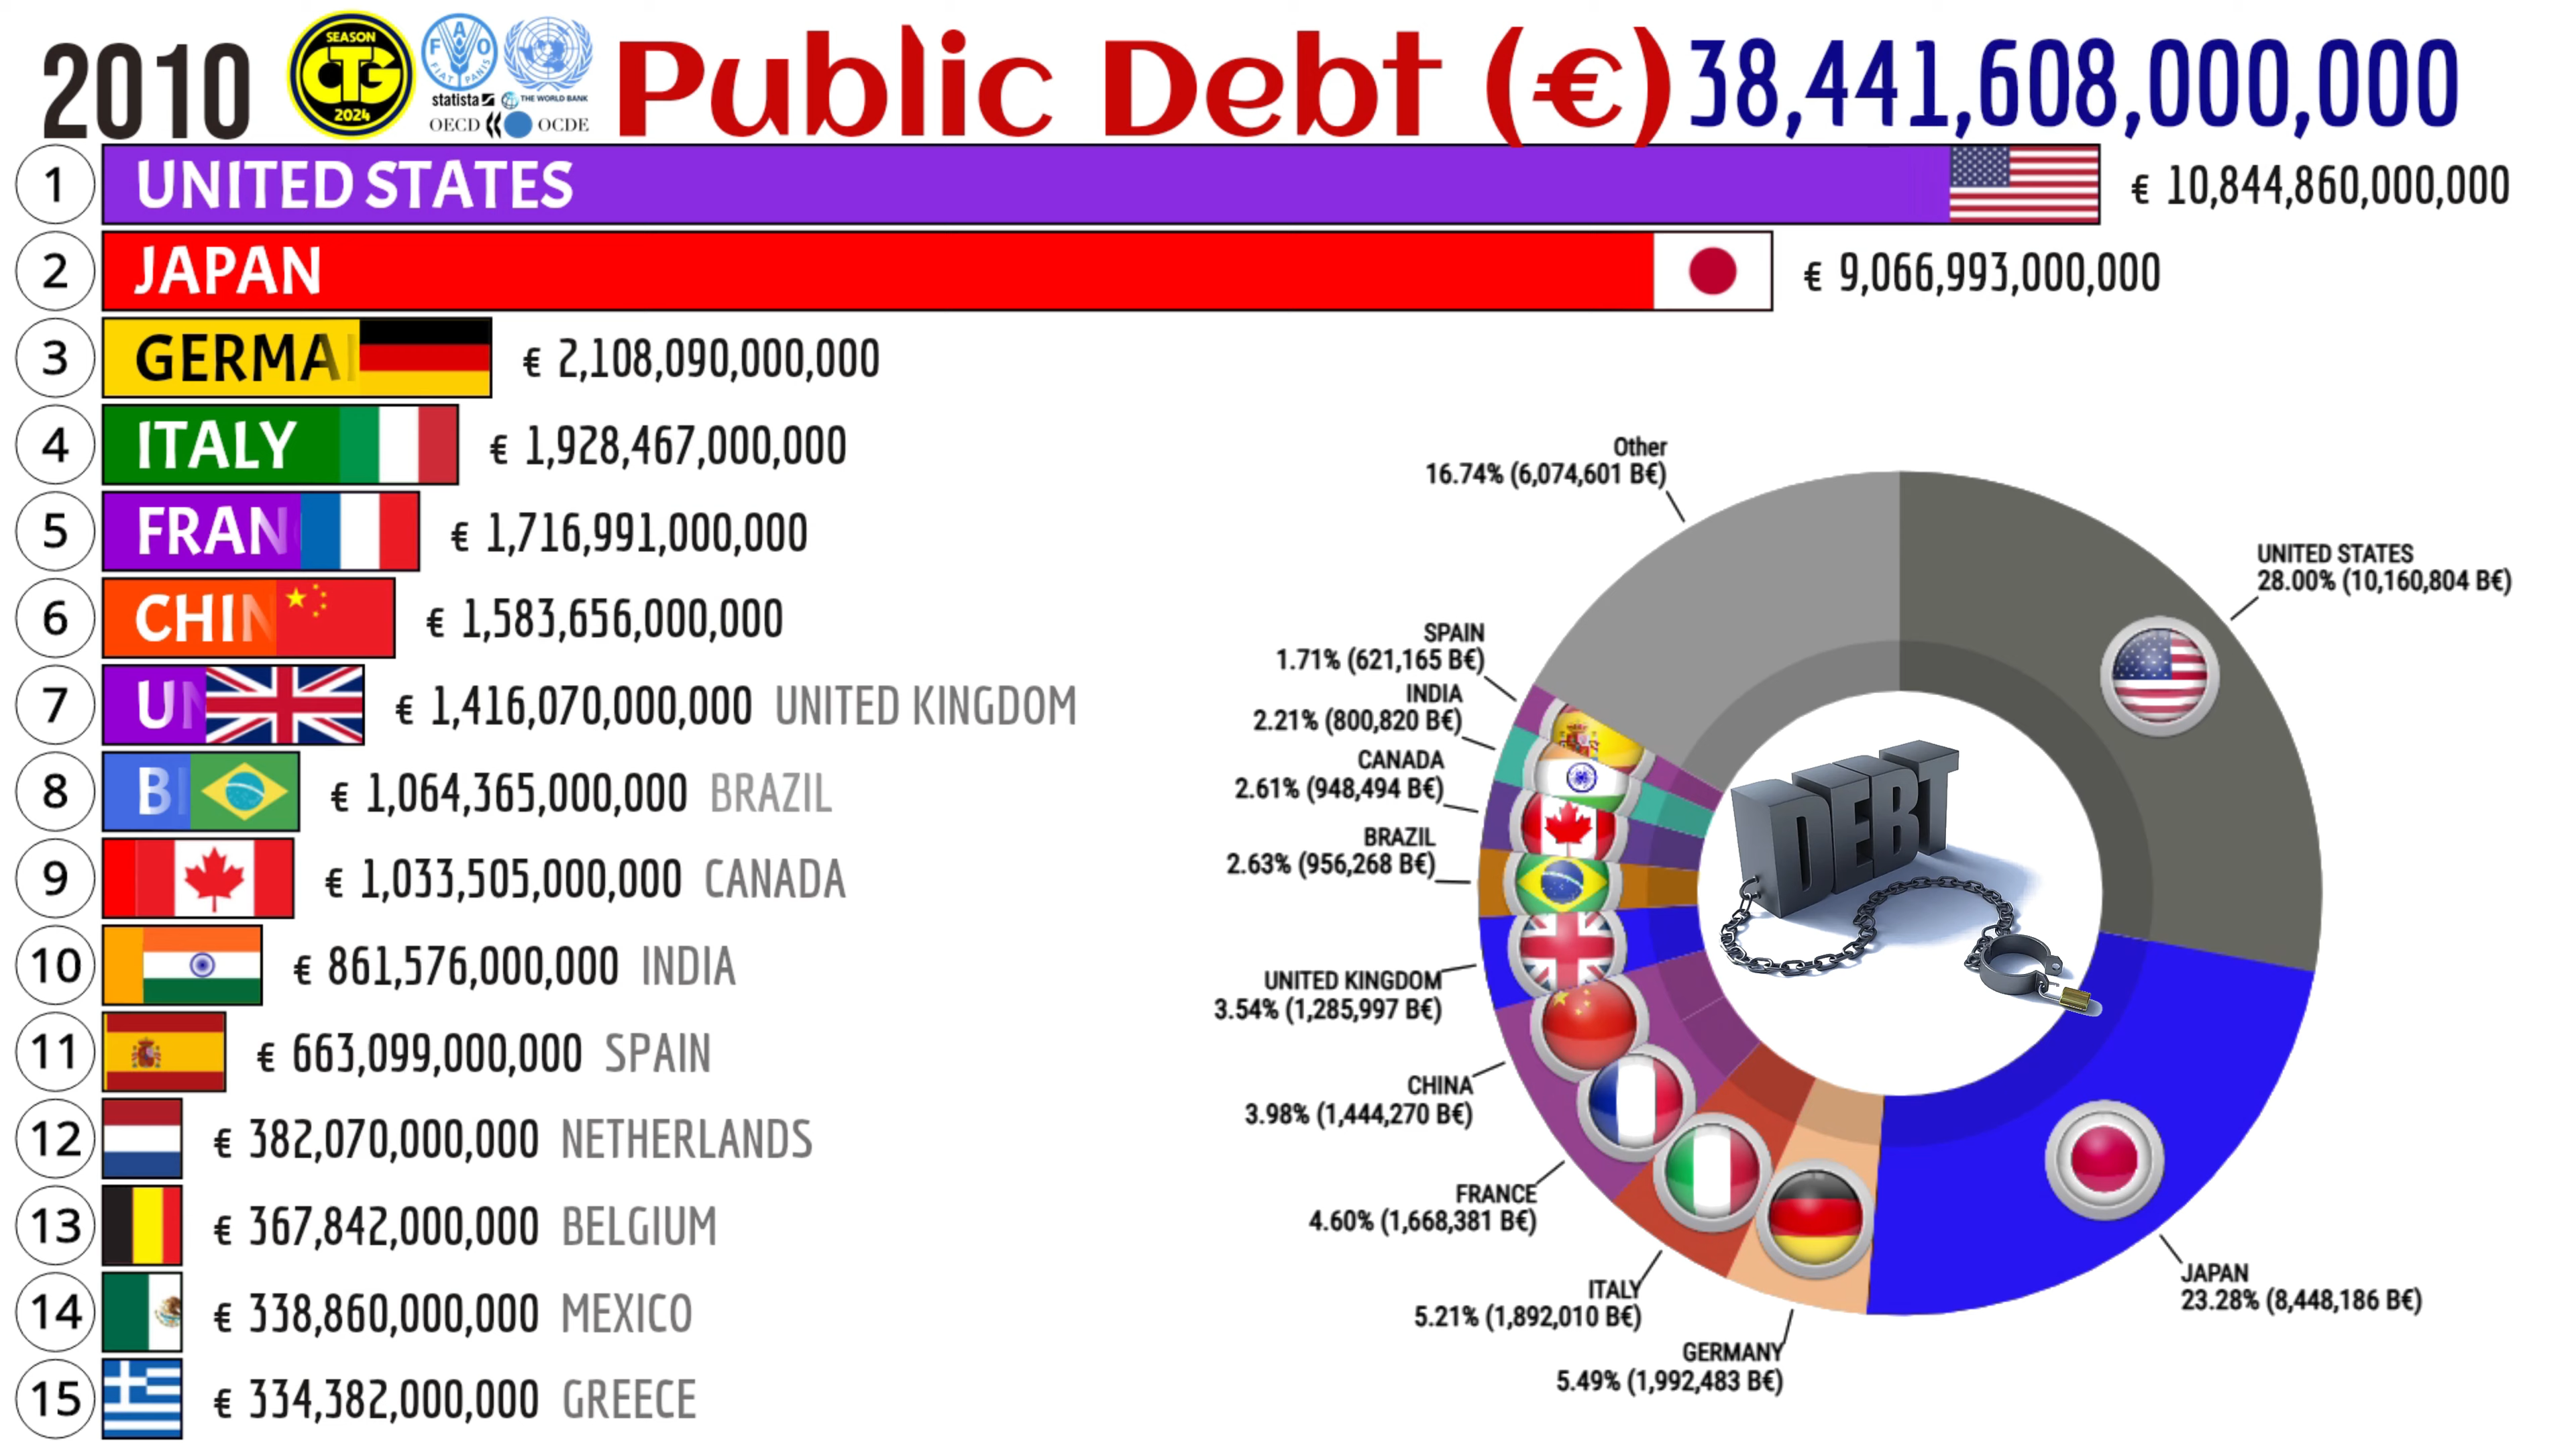 2010
SEASON
CTG
2024
FAO
FIAT PANIS
statista
THE WORLD BANK
OECD OCDE
Public Debt (€) 38,441,608,000,000
1 UNITED STATES € 10,844,860,000,000
2 JAPAN € 9,066,993,000,000
3 GERMA € 2,108,090,000,000
4 ITALY € 1,928,467,000,000
5 FRAN € 1,716,991,000,000
6 CHIN € 1,583,656,000,000
7 UN € 1,416,070,000,000 UNITED KINGDOM
8 B € 1,064,365,000,000 BRAZIL
9 € 1,033,505,000,000 CANADA
10 € 861,576,000,000 INDIA
11 € 663,099,000,000 SPAIN
12 € 382,070,000,000 NETHERLANDS
13 € 367,842,000,000 BELGIUM
14 € 338,860,000,000 MEXICO
15 € 334,382,000,000 GREECE
Other
16.74% (6,074,601 B€)
UNITED STATES
28.00% (10,160,804 B€)
SPAIN
1.71% (621,165 B€)
INDIA
2.21% (800,820 B€)
CANADA
2.61% (948,494 B€)
BRAZIL
2.63% (956,268 B€)
UNITED KINGDOM
3.54% (1,285,997 B€)
CHINA
3.98% (1,444,270 B€)
FRANCE
4.60% (1,668,381 B€)
ITALY
5.21% (1,892,010 B€)
GERMANY
5.49% (1,992,483 B€)
JAPAN
23.28% (8,448,186 B€)
DEBT